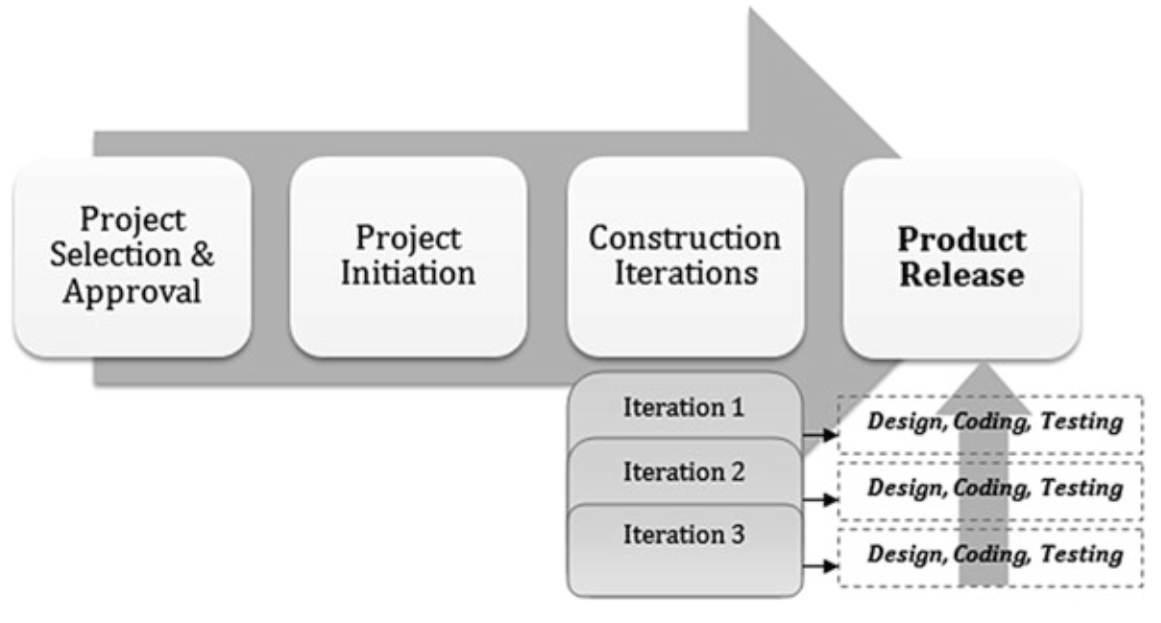 Project
Selection &
Approval
Project
Initiation
Construction
Iterations
Product
Release
Iteration 1
Design, Coding, Testing
Iteration 2
Design, Coding, Testing
Iteration 3
Design, Coding, Testing